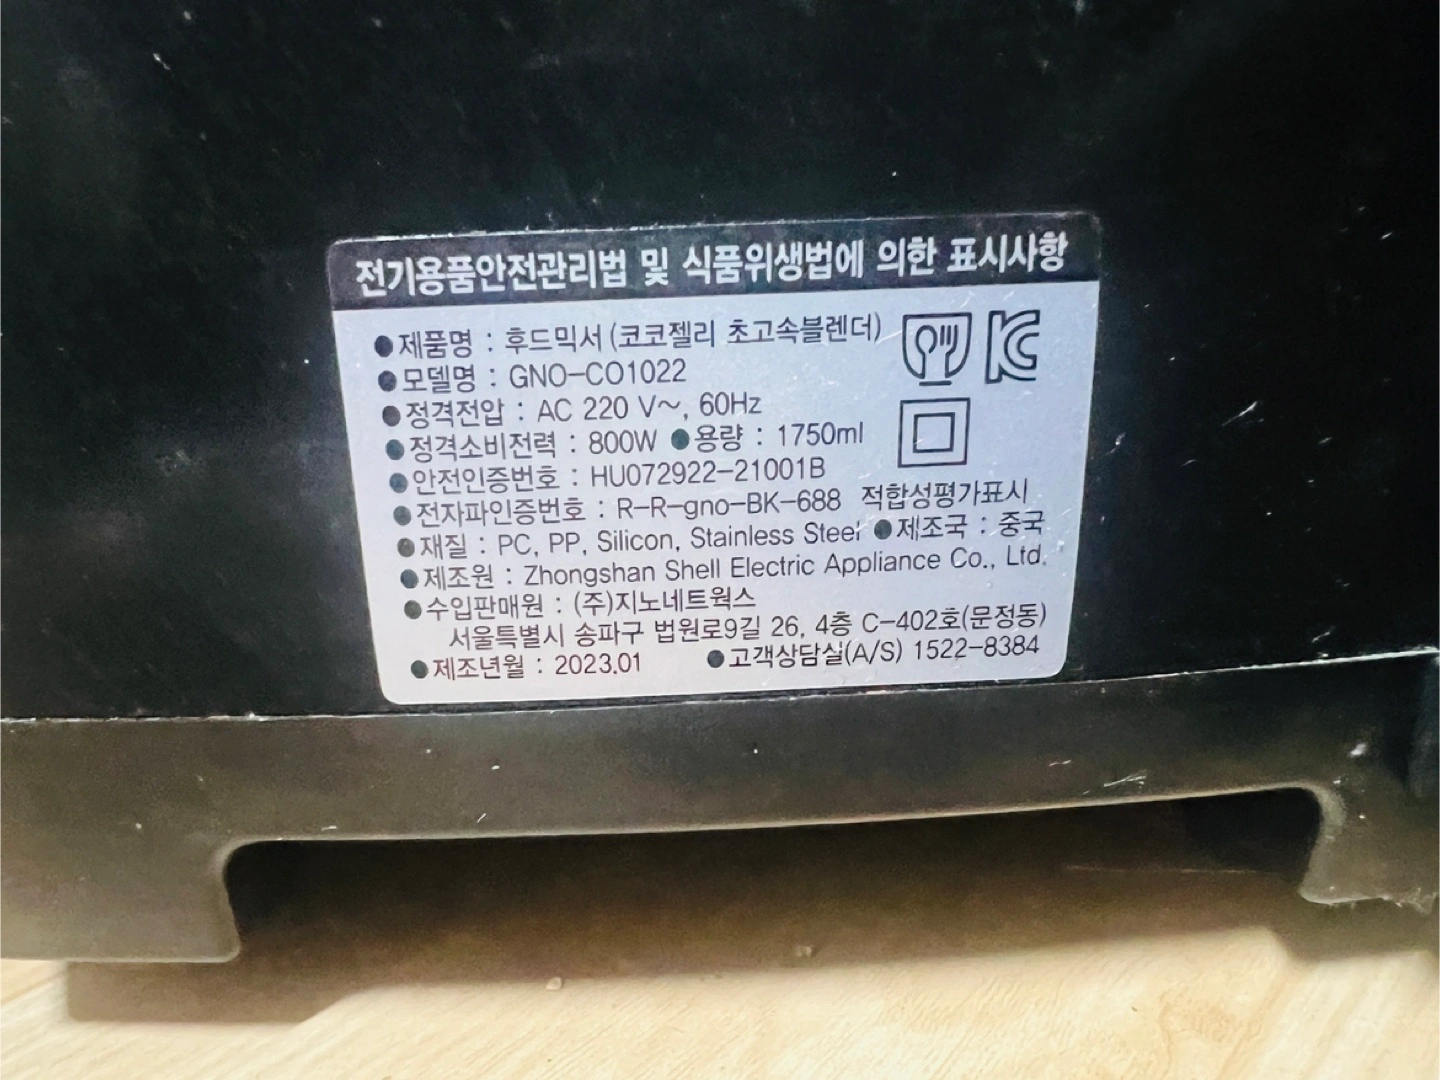 전기용품안전관리법 및 식품위생법에 의한 표시사항
●제품명 : 후드믹서(코코젤리 초고속블렌더)
●모델명 : GNO-CO1022
●정격전압 : AC 220 V~, 60Hz
●정격소비전력 : 800W ●용량 : 1750ml
●안전인증번호 : HU072922-21001B
●전자파인증번호 : R-R-gno-BK-688 적합성평가표시
●재질 : PC, PP, Silicon, Stainless Steel ●제조국 : 중국
●제조원 : Zhongshan Shell Electric Appliance Co., Ltd.
●수입판매원 : (주)지노네트웍스
서울특별시 송파구 법원로9길 26, 4층 C-402호(문정동)
●제조년월 : 2023.01 ●고객상담실(A/S) 1522-8384